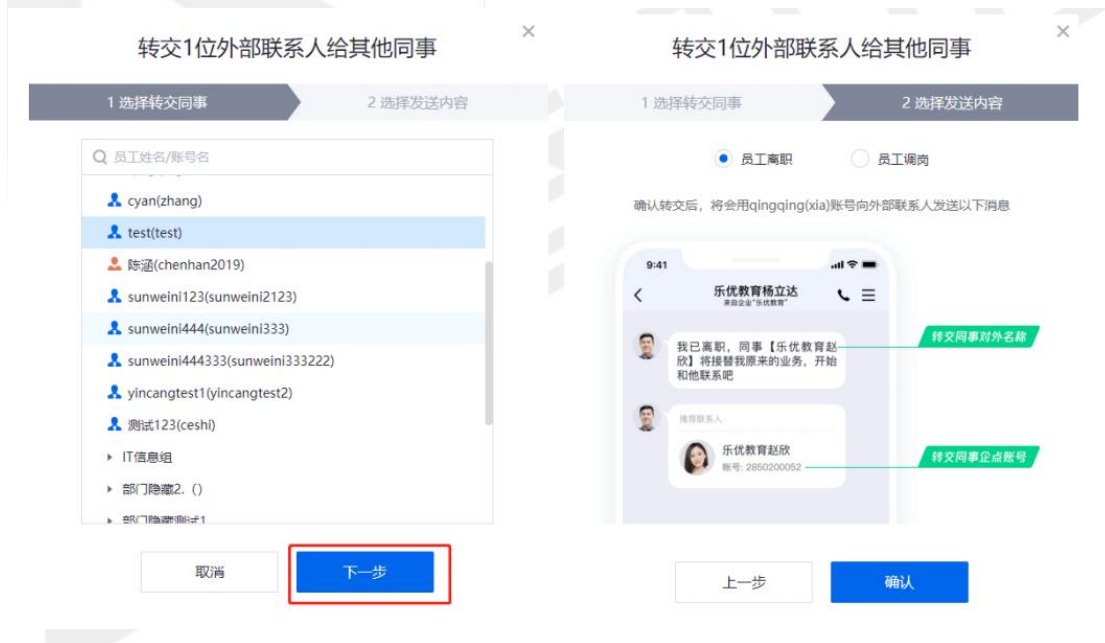 转交1位外部联系人给其他同事
1 选择转交同事
2 选择发送内容
员工姓名/账号名
cyan(zhang)
test(test)
陈涵(chenhan2019)
sunweini123(sunweini2123)
sunweini444(sunweini333)
sunweini444333(sunweini333222)
yincangtest1(yincangtest2)
测试123(ceshi)
IT信息组
部门隐藏2. ()
部门隐藏测试1
取消
下一步
转交1位外部联系人给其他同事
1 选择转交同事
2 选择发送内容
员工离职
员工调岗
确认转交后，将会用qingqing(xia)账号向外部联系人发送以下消息
9:41
乐优教育杨立达
来自企业“乐优教育”
我已离职，同事【乐优教育赵
欣】将接替我原来的业务，开始
和他联系吧
转交同事对外名称
推荐联系人
乐优教育赵欣
账号: 2850200052
转交同事企点账号
上一步
确认